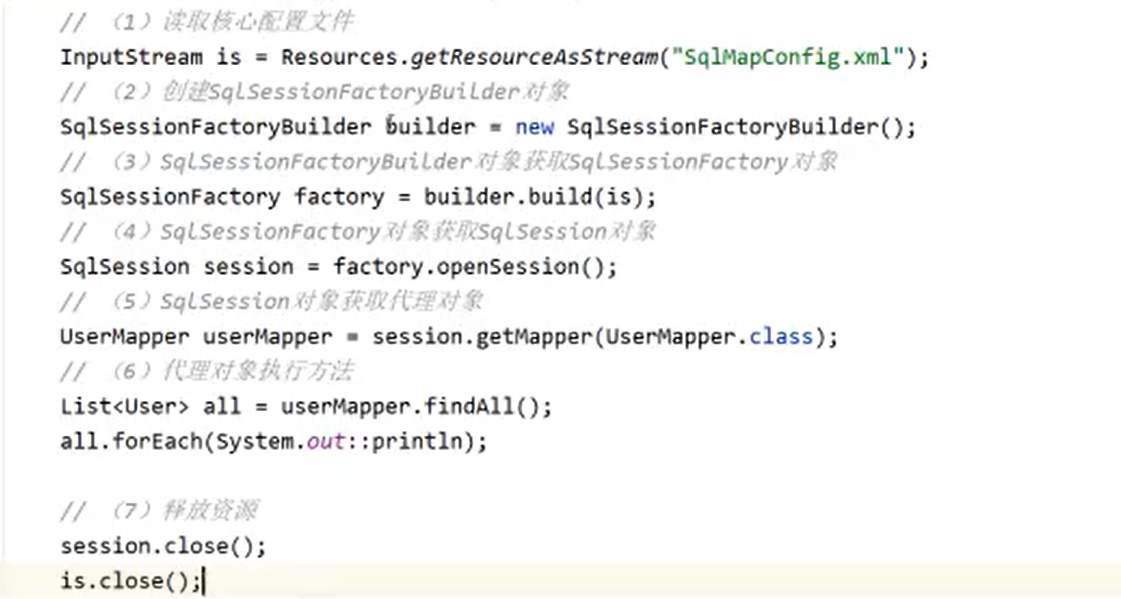 // （1）读取核心配置文件
InputStream is = Resources.getResourceAsStream("SqlMapConfig.xml");
// （2）创建SqlSessionFactoryBuilder对象
SqlSessionFactoryBuilder builder = new SqlSessionFactoryBuilder();
// （3）SqlSessionFactoryBuilder对象获取SqlSessionFactory对象
SqlSessionFactory factory = builder.build(is);
// （4）SqlSessionFactory对象获取SqlSession对象
SqlSession session = factory.openSession();
// （5）SqlSession对象获取代理对象
UserMapper userMapper = session.getMapper(UserMapper.class);
// （6）代理对象执行方法
List<User> all = userMapper.findAll();
all.forEach(System.out::println);
// （7）释放资源
session.close();
is.close();